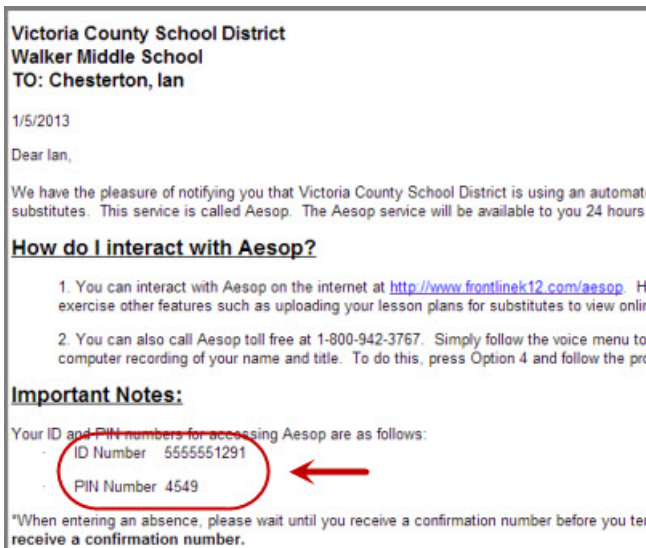 Victoria County School District
Walker Middle School
TO: Chesterton, Ian
1/5/2013
Dear Ian,
We have the pleasure of notifying you that Victoria County School District is using an automat
substitutes. This service is called Aesop. The Aesop service will be available to you 24 hours
How do I interact with Aesop?
1. You can interact with Aesop on the internet at http://www.frontlinek12.com/aesop. H
exercise other features such as uploading your lesson plans for substitutes to view onlin
2. You can also call Aesop toll free at 1-800-942-3767. Simply follow the voice menu to
computer recording of your name and title. To do this, press Option 4 and follow the pro
Important Notes:
Your ID and PIN numbers for accessing Aesop are as follows:
· ID Number 5555551291
· PIN Number 4549
*When entering an absence, please wait until you receive a confirmation number before you ter
receive a confirmation number.